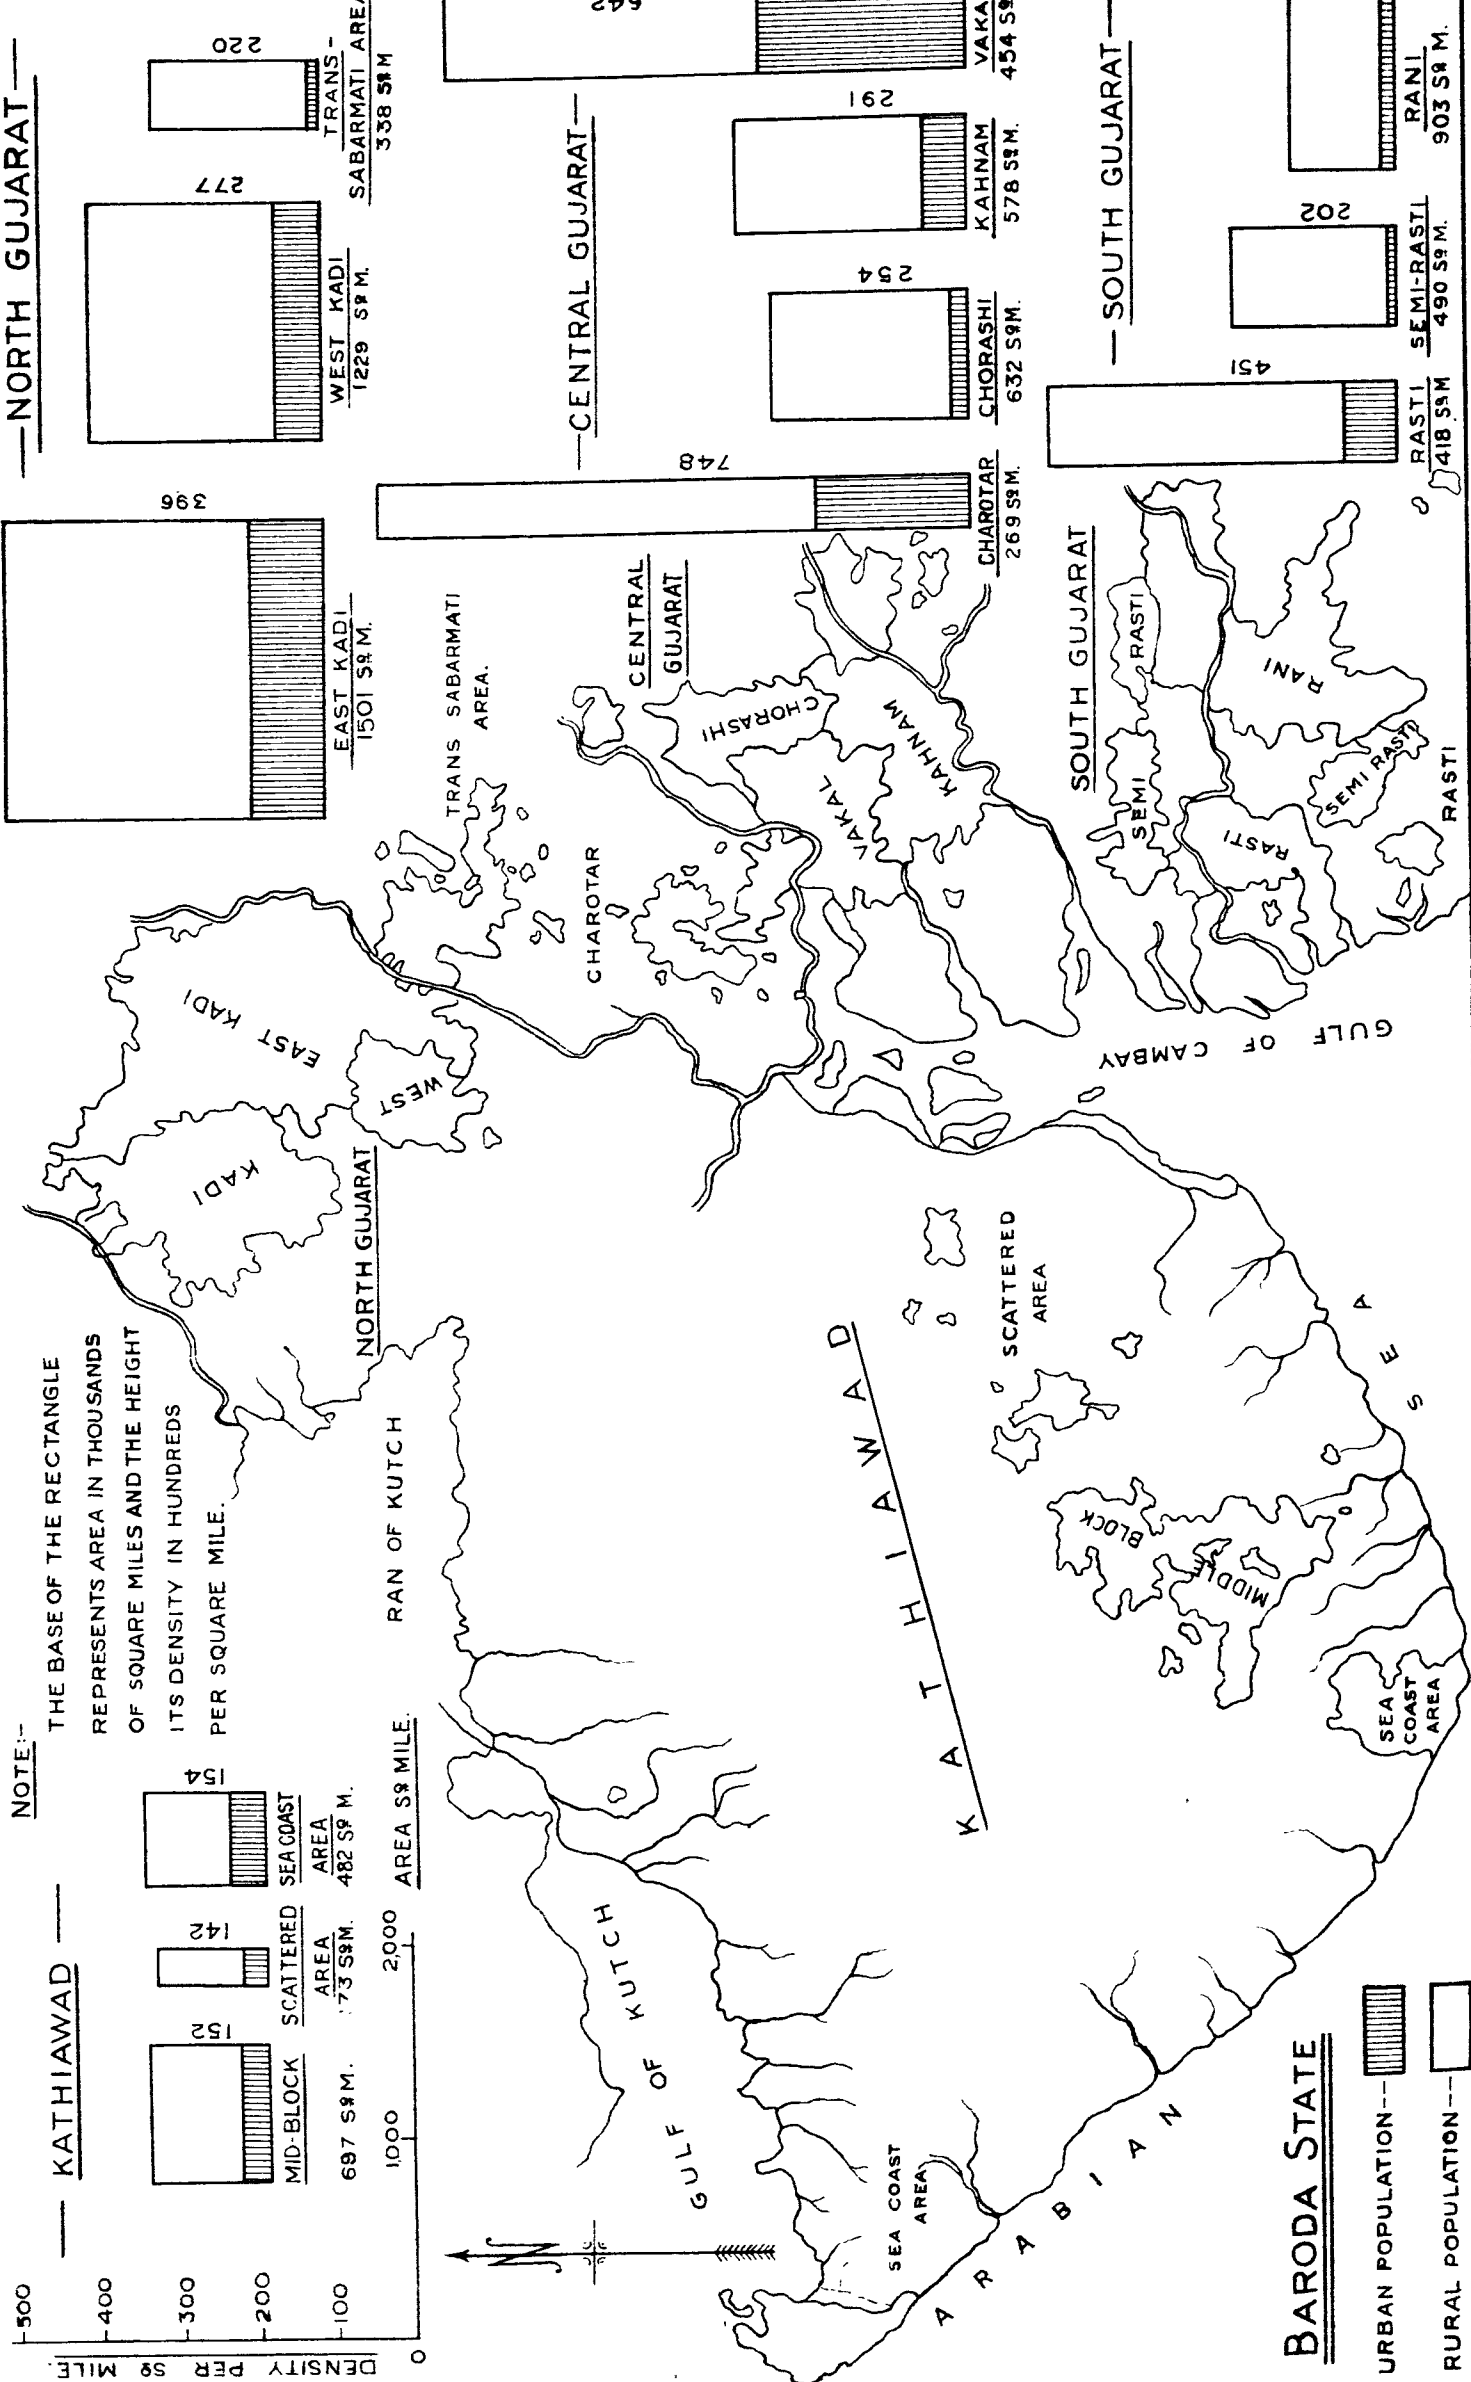 — KATHIAWAD —
DENSITY PER SQ MILE.
500
400
300
200
100
0
1,000
2,000
AREA SQ MILE.
152
MID-BLOCK
697 SQ M.
142
SCATTERED
AREA
73 SQ M.
154
SEA COAST
AREA
482 SQ M.
NOTE:-
THE BASE OF THE RECTANGLE
REPRESENTS AREA IN THOUSANDS
OF SQUARE MILES AND THE HEIGHT
ITS DENSITY IN HUNDREDS
PER SQUARE MILE.
— NORTH GUJARAT —
396
EAST KADI
1501 SQ M.
277
WEST KADI
1229 SQ M.
220
TRANS-
SABARMATI AREA
338 SQ M
— CENTRAL GUJARAT —
748
CHAROTAR
269 SQ M.
254
CHORASHI
632 SQ M.
291
KAHNAM
578 SQ M.
642
VAKA
454 SQ
— SOUTH GUJARAT —
451
RASTI
418 SQ M
202
SEMI-RASTI
490 SQ M.
RANI
903 SQ M.
EAST KADI
WEST
KADI
NORTH GUJARAT
TRANS SABARMATI
AREA.
RAN OF KUTCH
GULF OF KUTCH
CHAROTAR
CENTRAL
GUJARAT
CHORASHI
VAKAL
KAHNAM
KATHIAWAD
SCATTERED
AREA
GULF OF CAMBAY
SOUTH GUJARAT
SEMI
RASTI
RANI
RASTI
SEMI RASTI
RASTI
BLOCK
MIDDLE
SEA
COAST
AREA
SEA COAST
AREA
ARABIAN
SEA
N
BARODA STATE
URBAN POPULATION--
RURAL POPULATION--